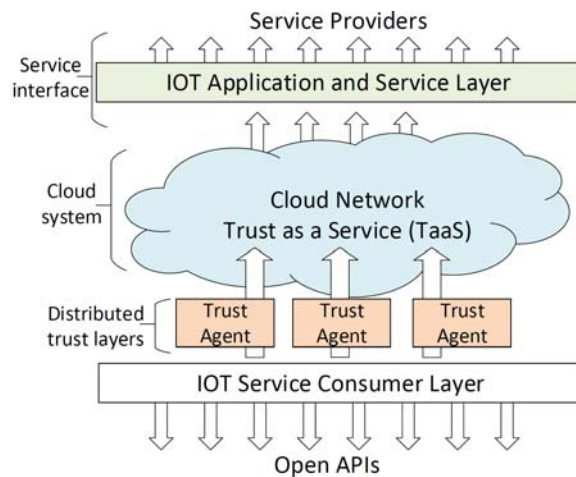 Service Providers
Service
interface
IOT Application and Service Layer
Cloud
system
Cloud Network
Trust as a Service (TaaS)
Distributed
trust layers
Trust
Agent
Trust
Agent
Trust
Agent
IOT Service Consumer Layer
Open APIs